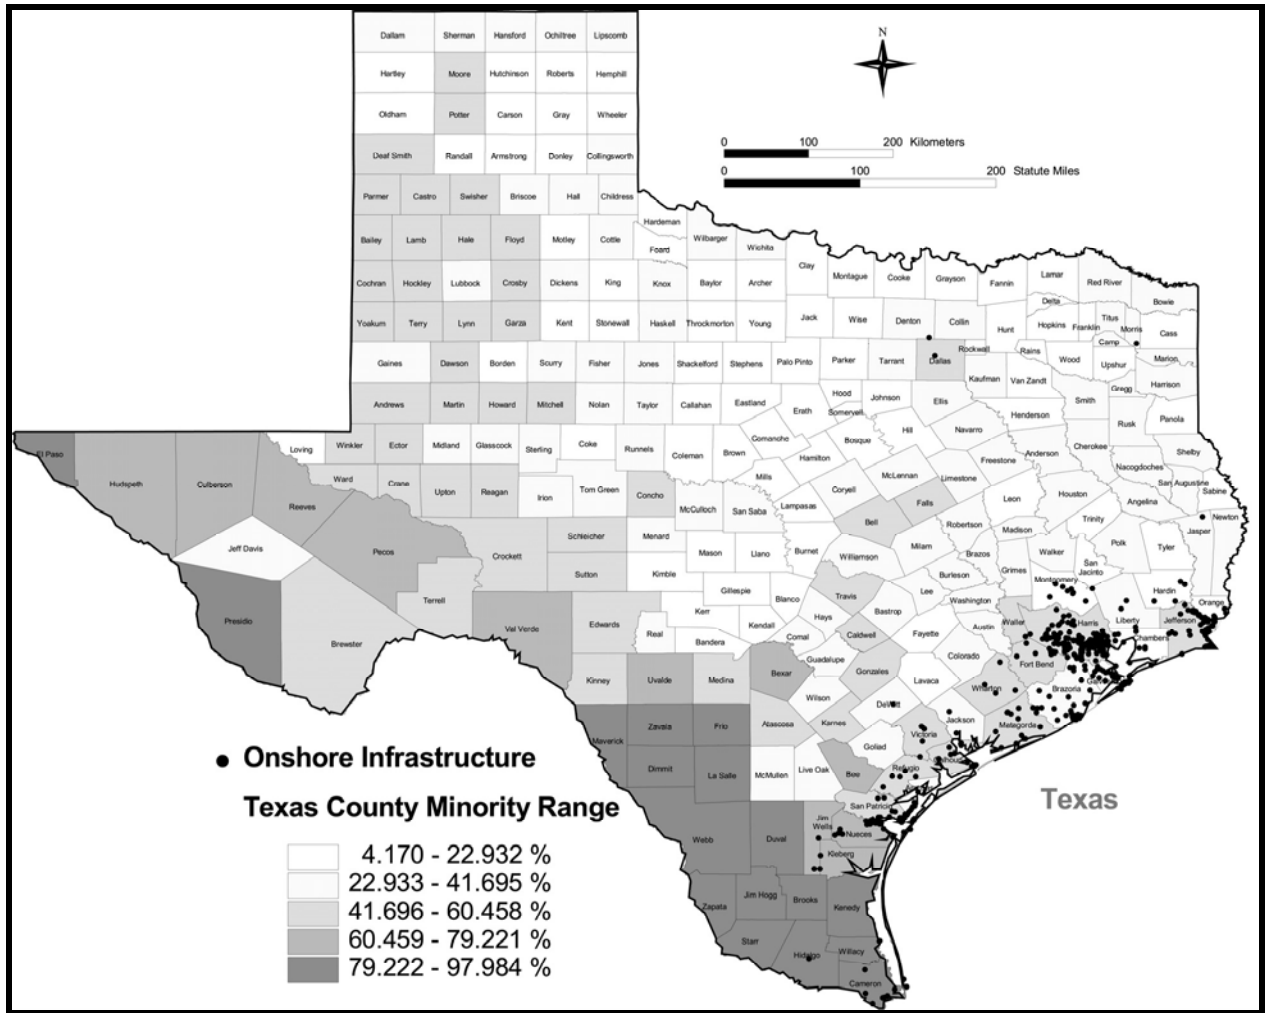 N
Dallam Sherman Hansford Ochiltree Lipscomb
Hartley Moore Hutchinson Roberts Hemphill
Oldham Potter Carson Gray Wheeler
0 100 200 Kilometers
Deaf Smith Randall Armstrong Donley Collingsworth
0 100 200 Statute Miles
Parmer Castro Swisher Briscoe Hall Childress
Hardeman
Bailey Lamb Hale Floyd Motley Cottle Foard Wilbarger Wichita
Clay Montague Cooke Grayson Fannin Lamar Red River Bowie
Cochran Hockley Lubbock Crosby Dickens King Knox Baylor Archer
Delta Titus Morris Cass
Yoakum Terry Lynn Garza Kent Stonewall Haskell Throckmorton Young Jack Wise Denton Collin Hunt Hopkins Franklin
Camp
Gaines Dawson Borden Scurry Fisher Jones Shackelford Stephens Palo Pinto Parker Tarrant Dallas Rockwall Rains Wood Upshur Marion
Kaufman Van Zandt Gregg Harrison
Andrews Martin Howard Mitchell Nolan Taylor Callahan Eastland Erath Hood Somervell Johnson Ellis Henderson Smith Rusk Panola
El Paso Hudspeth Culberson Loving Winkler Ector Midland Glasscock Sterling Coke Runnels Coleman Brown Comanche Hamilton Bosque Hill Navarro Freestone Anderson Cherokee Nacogdoches Shelby
Reeves Ward Crane Upton Reagan Irion Tom Green Concho McCulloch San Saba Mills Lampasas Coryell McLennan Limestone Falls Leon Houston Angelina San Augustine Sabine
Newton
Jasper
Jeff Davis Pecos Crockett Schleicher Menard Mason Llano Burnet Bell Williamson Milam Robertson Brazos Madison Trinity Walker Polk Tyler
Sutton Kimble San Jacinto
Presidio Brewster Terrell Val Verde Edwards Gillespie Blanco Travis Lee Burleson Washington Grimes Montgomery Hardin Orange
Real Kerr Kendall Bandera Hays Comal Caldwell Bastrop Fayette Austin Waller Harris Liberty Jefferson Chambers
Kinney Uvalde Medina Bexar Guadalupe Gonzales Lavaca Colorado Fort Bend
Wilson DeWitt Wharton Brazoria
Maverick Zavala Frio Atascosa Karnes Victoria Jackson Matagorda
Dimmit La Salle McMullen Live Oak Goliad Bee Refugio
San Patricio
Webb Duval Jim Wells Nueces
Kleberg
Zapata Jim Hogg Brooks Kenedy
Starr Hidalgo Willacy
Cameron
Onshore Infrastructure
Texas County Minority Range
4.170 - 22.932 %
22.933 - 41.695 %
41.696 - 60.458 %
60.459 - 79.221 %
79.222 - 97.984 %
Texas